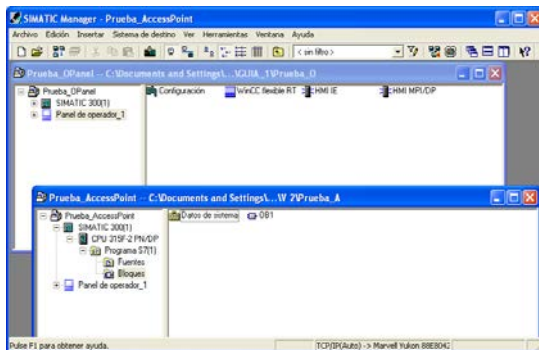 SIMATIC Manager - Prueba_AccessPoint
Archivo Edición Insertar Sistema de destino Ver Herramientas Ventana Ayuda
< sin filtro >
Prueba_OPanel -- C:\Documents and Settings\...\GUIA_1\Prueba_O
Prueba_OPanel
SIMATIC 300(1)
Panel de operador_1
Configuración
WinCC flexible RT
HMI IE
HMI MPI/DP
Prueba_AccessPoint -- C:\Documents and Settings\...\V 2\Prueba_A
Prueba_AccessPoint
SIMATIC 300(1)
CPU 315F-2 PN/DP
Programa S7(1)
Fuentes
Bloques
Panel de operador_1
Datos de sistema
OB1
Pulse F1 para obtener ayuda.
TCP/IP(Auto) -> Marvell Yukon